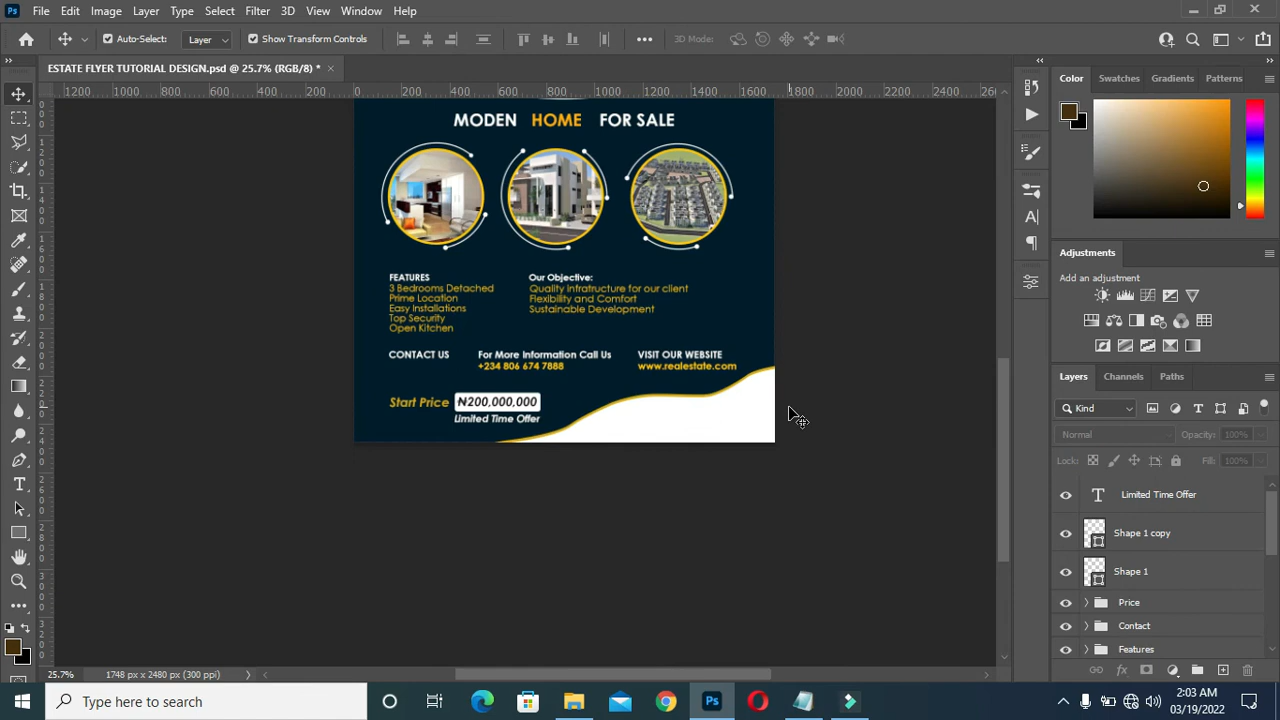 Ps File Edit Image Layer Type Select Filter 3D View Window Help
Auto-Select: Layer Show Transform Controls 3D Mode:
ESTATE FLYER TUTORIAL DESIGN.psd @ 25.7% (RGB/8) *
1200 1000 800 600 400 200 0 200 400 600 800 1000 1200 1400 1600 1800 2000 2200 2400
Color Swatches Gradients Patterns
MODEN HOME FOR SALE
FEATURES
3 Bedrooms Detached
Prime Location
Easy Installations
Top Security
Open Kitchen
Our Objective:
Quality Infratructure for our client
Flexibility and Comfort
Sustainable Development
CONTACT US
For More Information Call Us
+234 806 674 7888
VISIT OUR WEBSITE
www.realestate.com
Start Price ₦200,000,000
Limited Time Offer
Adjustments
Add an adjustment
Layers Channels Paths
Kind
Normal Opacity: 100%
Locks: Fill: 100%
T Limited Time Offer
Shape 1 copy
Shape 1
Price
Contact
Features
25.7% 1748 px x 2480 px (300 ppi)
Type here to search
Ps
2:03 AM
03/19/2022